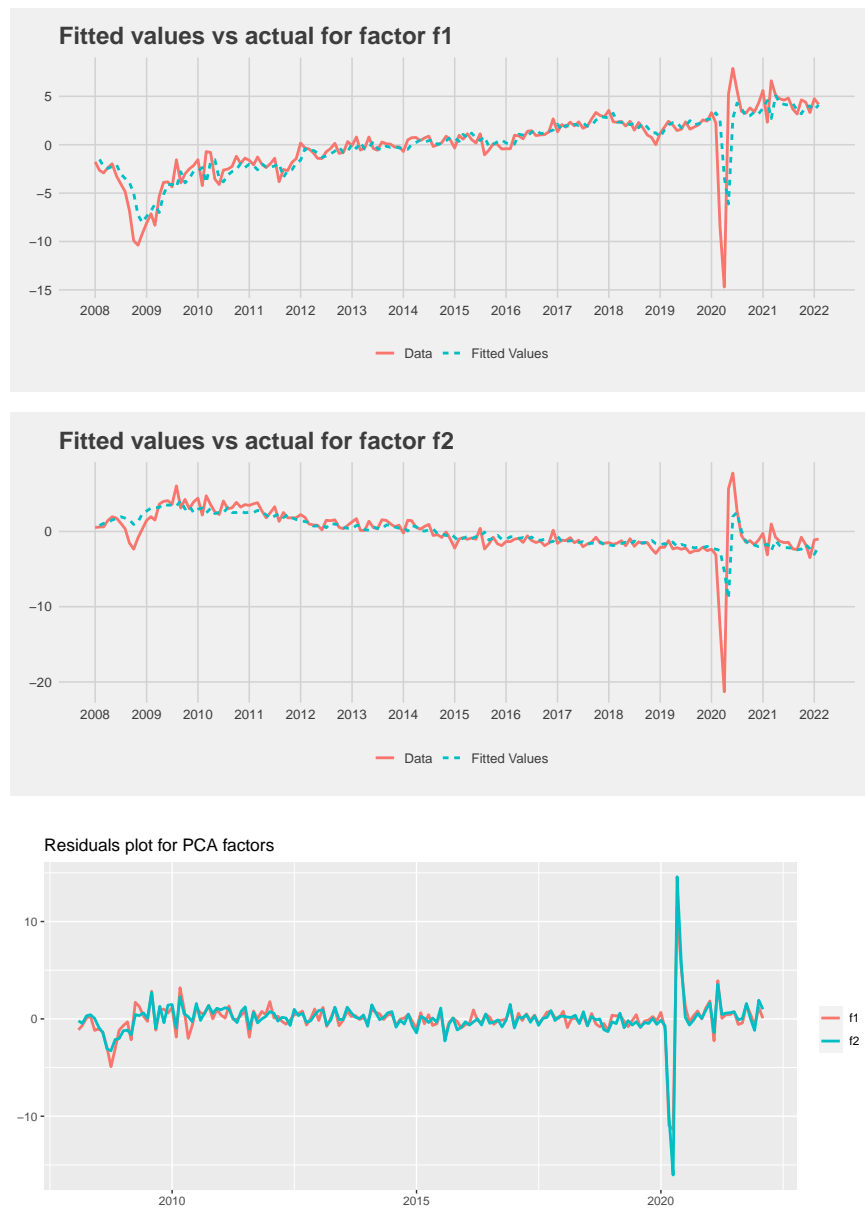 Fitted values vs actual for factor f1
5
0
−5
−10
−15
2008 2009 2010 2011 2012 2013 2014 2015 2016 2017 2018 2019 2020 2021 2022
Data Fitted Values
Fitted values vs actual for factor f2
0
−10
−20
2008 2009 2010 2011 2012 2013 2014 2015 2016 2017 2018 2019 2020 2021 2022
Data Fitted Values
Residuals plot for PCA factors
10
0
−10
f1
f2
2010 2015 2020